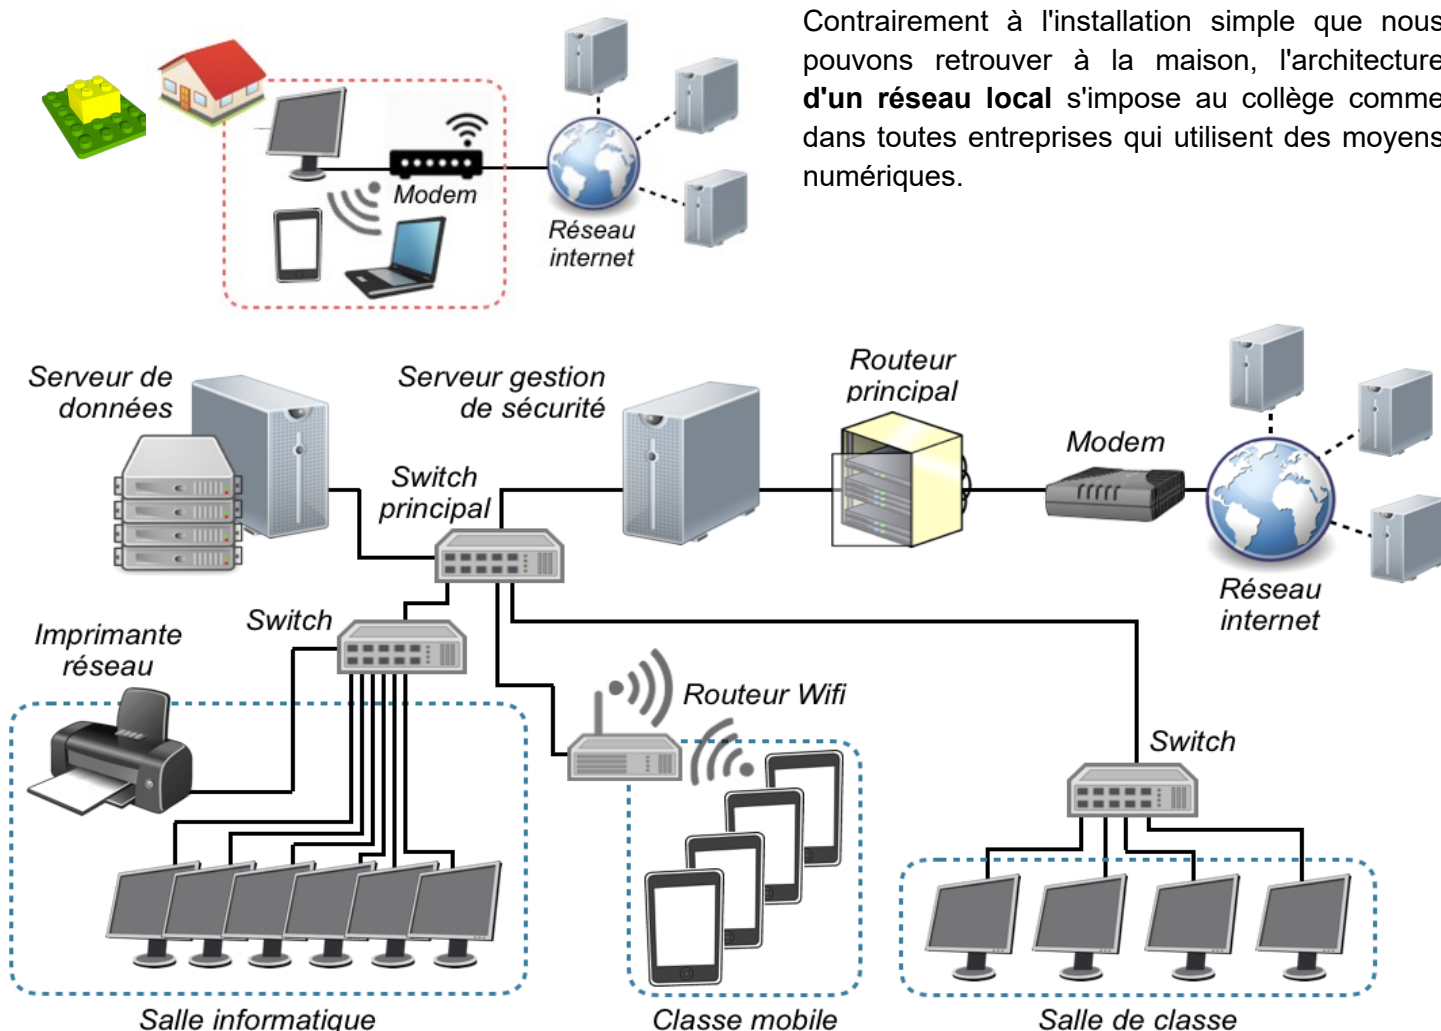 Contrairement à l'installation simple que nous
pouvons retrouver à la maison, l'architecture
d'un réseau local s'impose au collège comme
dans toutes entreprises qui utilisent des moyens
numériques.
Modem
Réseau
internet
Serveur de
données
Serveur gestion
de sécurité
Routeur
principal
Modem
Switch
principal
Réseau
internet
Switch
Imprimante
réseau
Routeur Wifi
Switch
Salle informatique
Classe mobile
Salle de classe